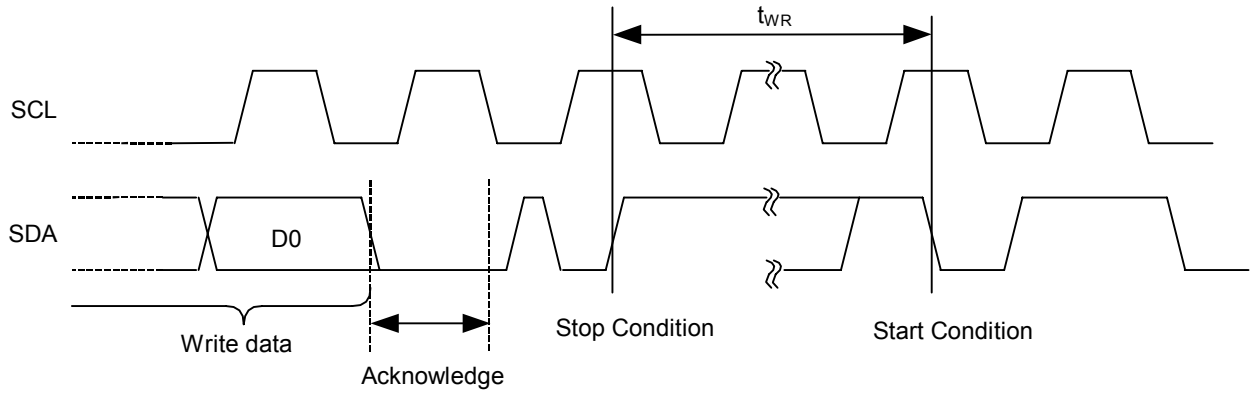 tWR
SCL
SDA
D0
Write data
Acknowledge
Stop Condition
Start Condition